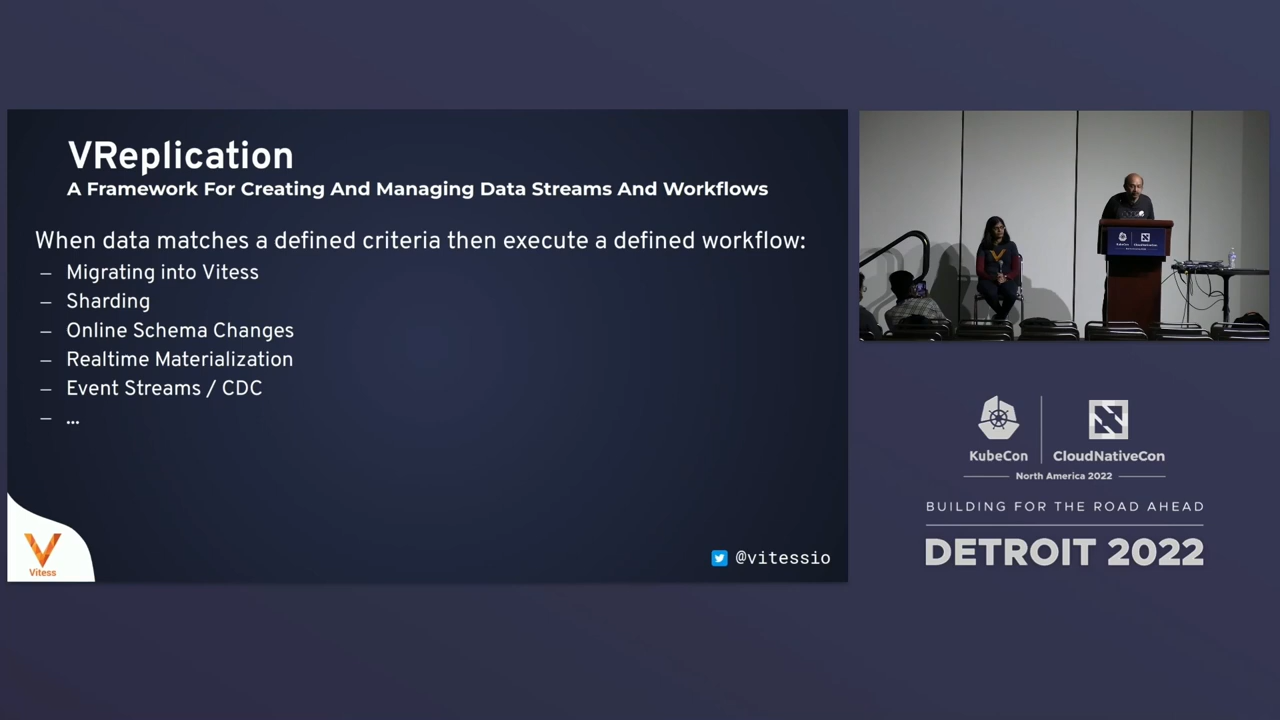 VReplication
A Framework For Creating And Managing Data Streams And Workflows
When data matches a defined criteria then execute a defined workflow:
– Migrating into Vitess
– Sharding
– Online Schema Changes
– Realtime Materialization
– Event Streams / CDC
– ...
Vitess
@vitessio
KubeCon
CloudNativeCon
North America 2022
BUILDING FOR THE ROAD AHEAD
DETROIT 2022